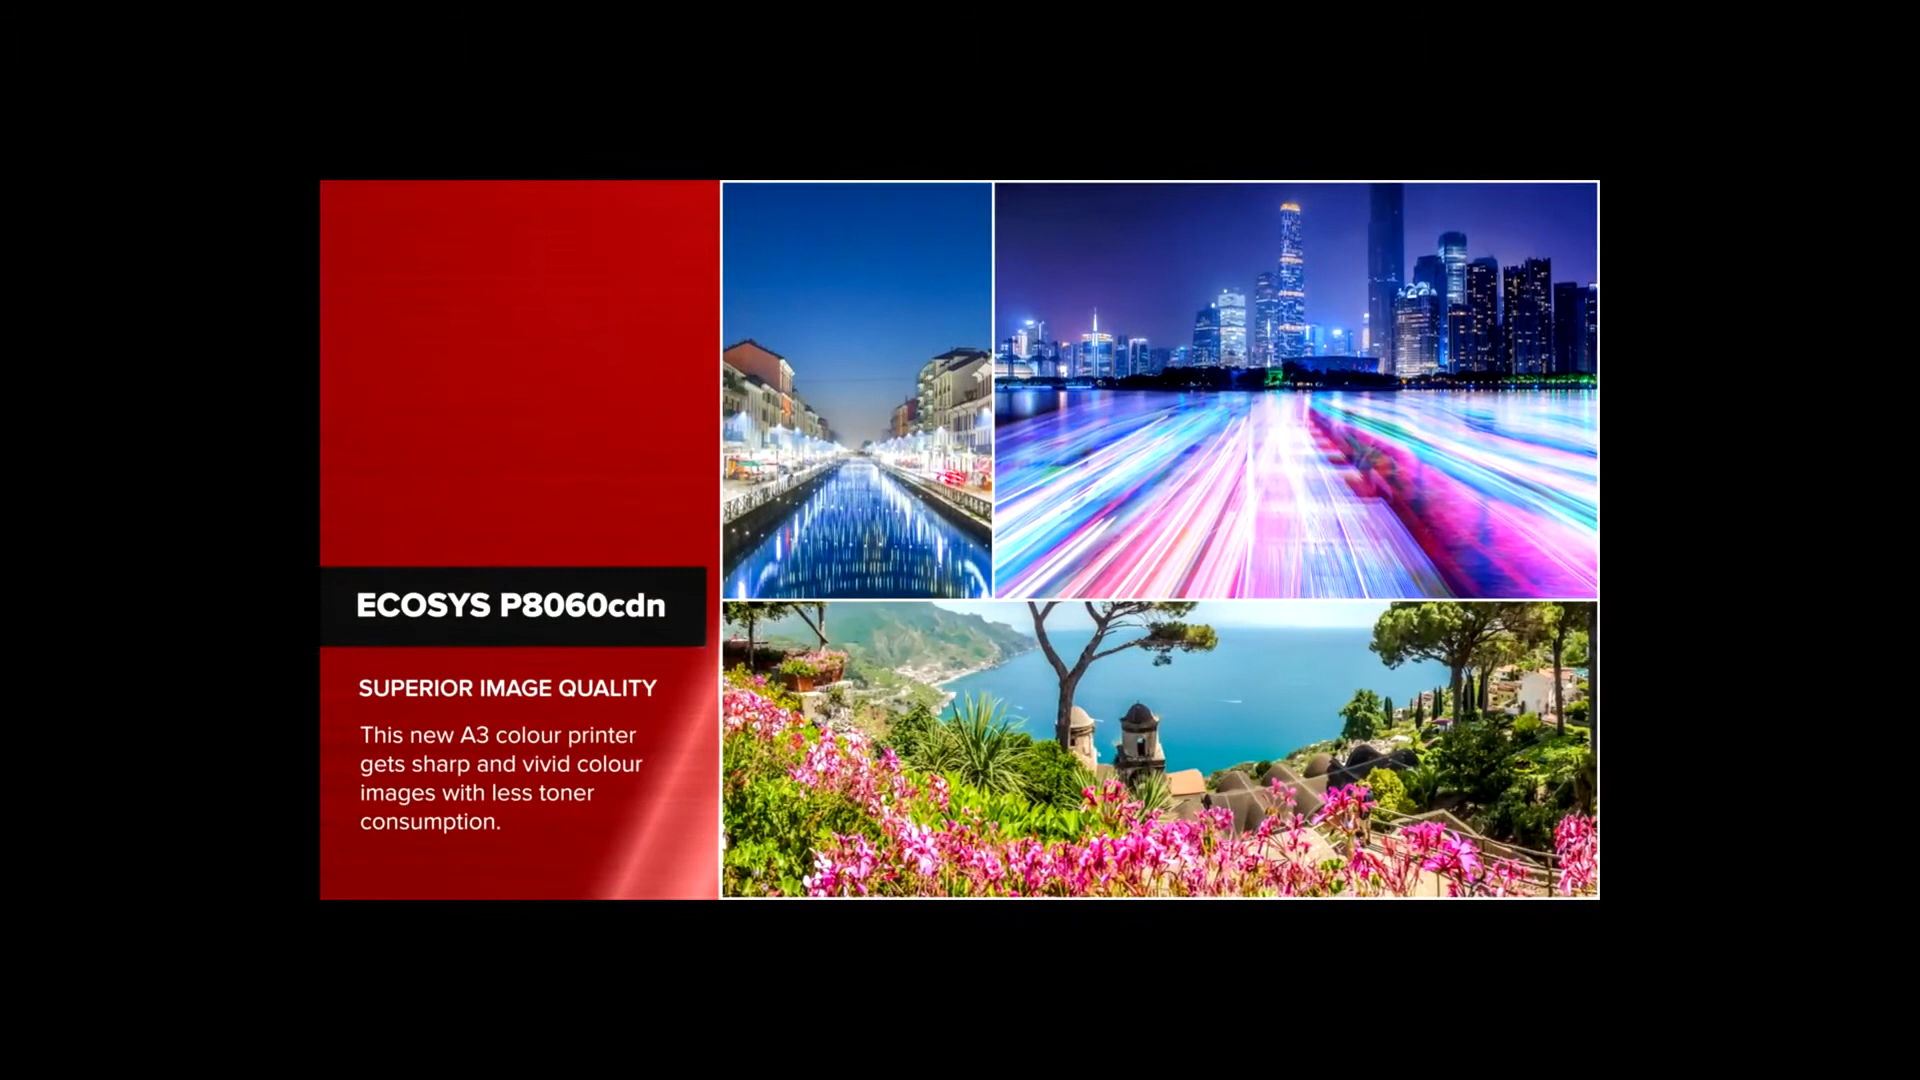 ECOSYS P8060cdn
SUPERIOR IMAGE QUALITY
This new A3 colour printer
gets sharp and vivid colour
images with less toner
consumption.